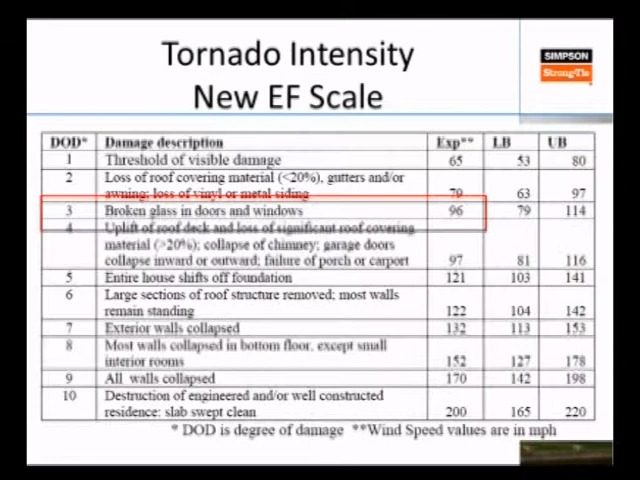 Tornado Intensity
New EF Scale
SIMPSON
Strong-Tie
DOD* Damage description Exp** LB UB
1 Threshold of visible damage 65 53 80
2 Loss of roof covering material (<20%), gutters and/or
awning; loss of vinyl or metal siding 79 63 97
3 Broken glass in doors and windows 96 79 114
4 Uplift of roof deck and loss of significant roof covering
material (>20%); collapse of chimney; garage doors
collapse inward or outward; failure of porch or carport 97 81 116
5 Entire house shifts off foundation 121 103 141
6 Large sections of roof structure removed; most walls
remain standing 122 104 142
7 Exterior walls collapsed 132 113 153
8 Most walls collapsed in bottom floor, except small
interior rooms 152 127 178
9 All walls collapsed 170 142 198
10 Destruction of engineered and/or well constructed
residence; slab swept clean 200 165 220
* DOD is degree of damage **Wind Speed values are in mph